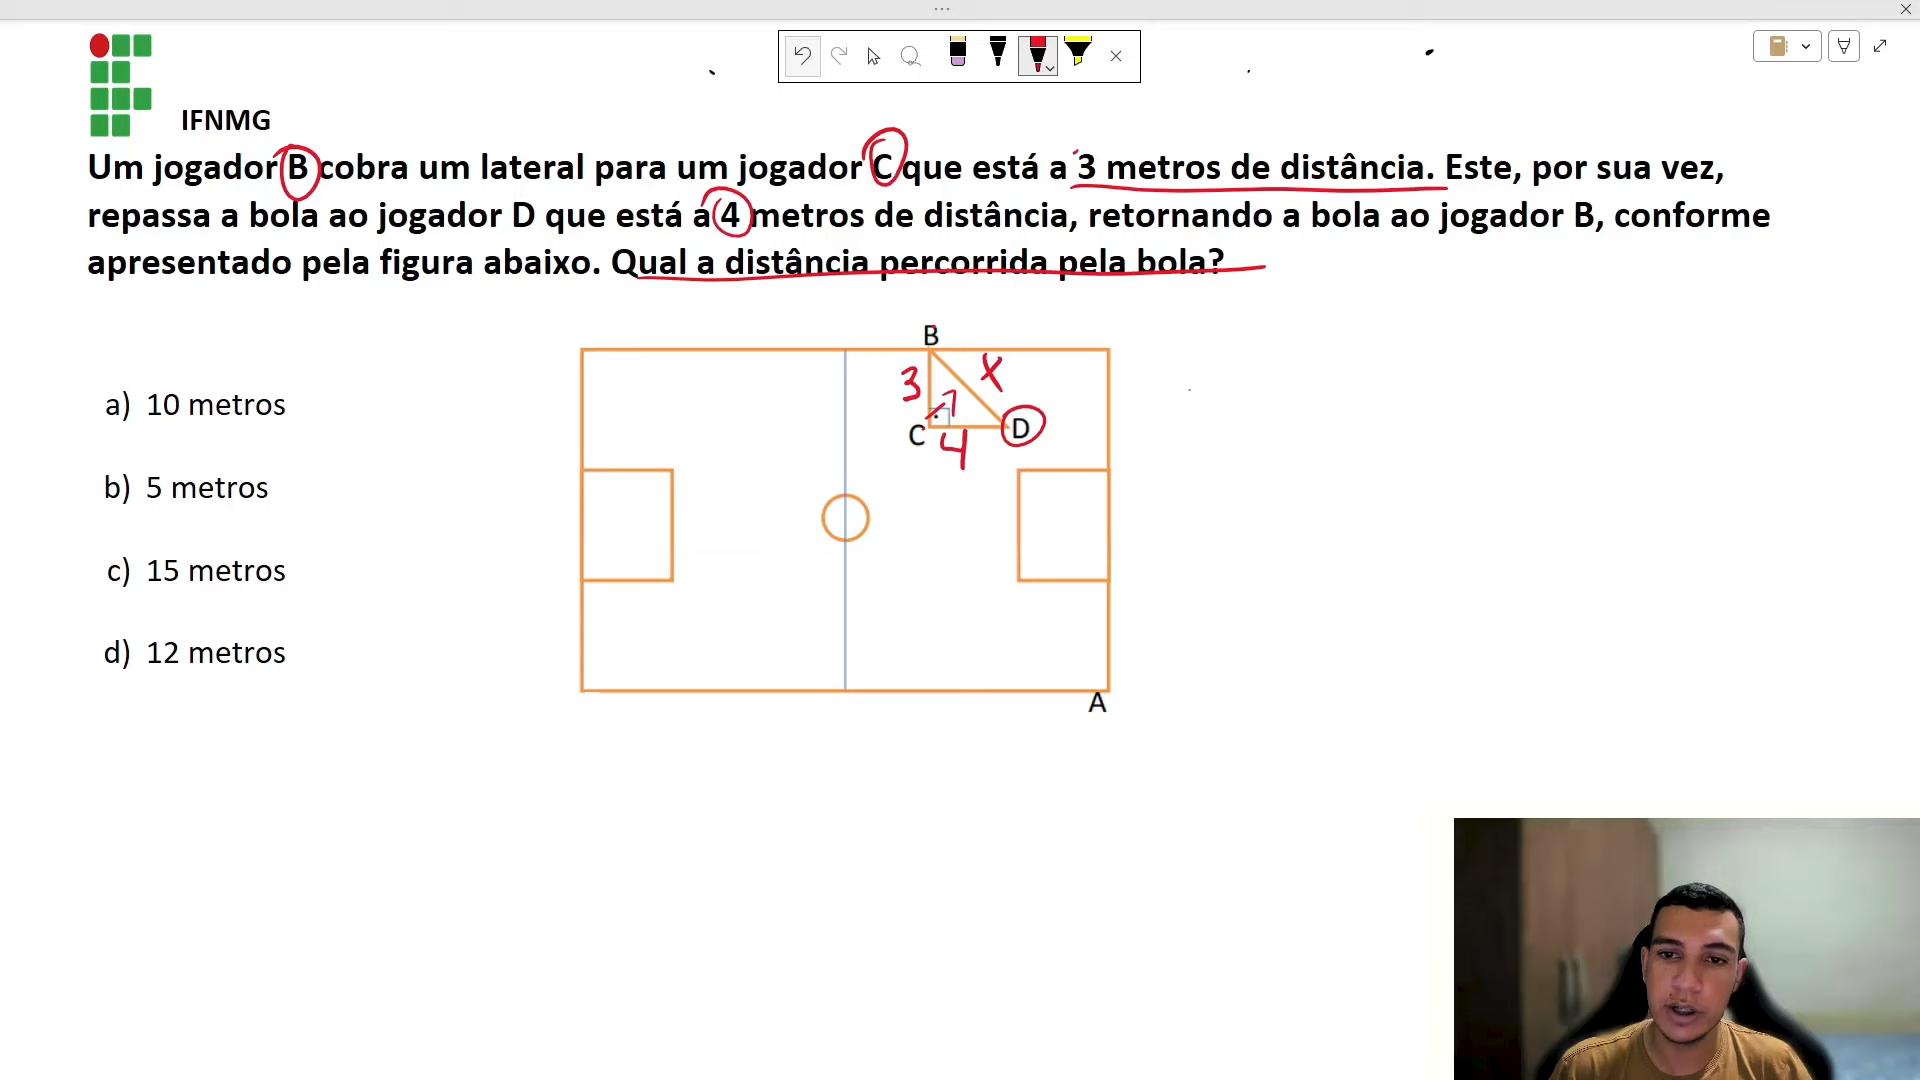 IFNMG
Um jogador B cobra um lateral para um jogador C que está a 3 metros de distância. Este, por sua vez,
repassa a bola ao jogador D que está a 4 metros de distância, retornando a bola ao jogador B, conforme
apresentado pela figura abaixo. Qual a distância percorrida pela bola?
a) 10 metros
b) 5 metros
c) 15 metros
d) 12 metros
B
3 x
C D
4
A